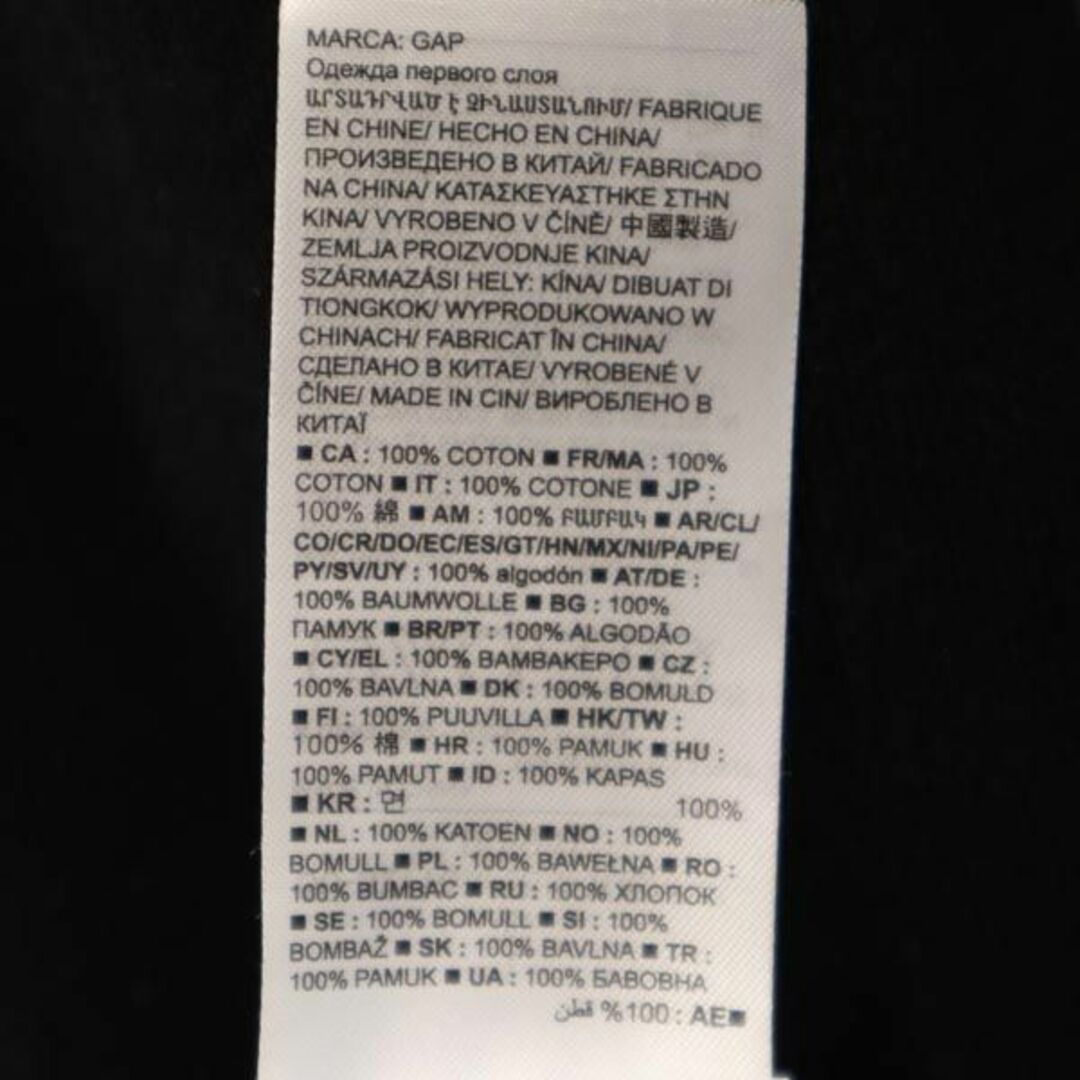 MARCA: GAP
Одежда первого слоя
ԱՐՏԱԴՐՎԱԾ Է ՉԻՆԱՍՏԱՆՈՒՄ/ FABRIQUE
EN CHINE/ HECHO EN CHINA/
ПРОИЗВЕДЕНО В КИТАЙ/ FABRICADO
NA CHINA/ ΚΑΤΑΣΚΕΥΑΣΤΗΚΕ ΣΤΗΝ
ΚΙΝΑ/ VYROBENO V ČÍNĚ/ 中國製造/
ZEMLJA PROIZVODNJE KINA/
SZÁRMAZÁSI HELY: KÍNA/ DIBUAT DI
TIONGKOK/ WYPRODUKOWANO W
CHINACH/ FABRICAT ÎN CHINA/
СДЕЛАНО В КИТАЕ/ VYROBENÉ V
ČÍNE/ MADE IN CIN/ ВИРОБЛЕНО В
КИТАЇ
■ CA : 100% COTON ■ FR/MA : 100%
COTON ■ IT : 100% COTONE ■ JP :
100% 綿 ■ AM : 100% ԲԱՄԲԱԿ ■ AR/CL/
CO/CR/DO/EC/ES/GT/HN/MX/NI/PA/PE/
PY/SV/UY : 100% algodón ■ AT/DE :
100% BAUMWOLLE ■ BG : 100%
ПАМУК ■ BR/PT : 100% ALGODÃO
■ CY/EL : 100% ΒΑΜΒΑΚΕΡΟ ■ CZ :
100% BAVLNA ■ DK : 100% BOMULD
■ FI : 100% PUUVILLA ■ HK/TW :
100% 棉 ■ HR : 100% PAMUK ■ HU :
100% PAMUT ■ ID : 100% KAPAS
■ KR : 면 100%
■ NL : 100% KATOEN ■ NO : 100%
BOMULL ■ PL : 100% BAWEŁNA ■ RO :
100% BUMBAC ■ RU : 100% ХЛОПОК
■ SE : 100% BOMULL ■ SI : 100%
BOMBAŽ ■ SK : 100% BAVLNA ■ TR :
100% PAMUK ■ UA : 100% БАВОВНА
■AE : 100% قطن